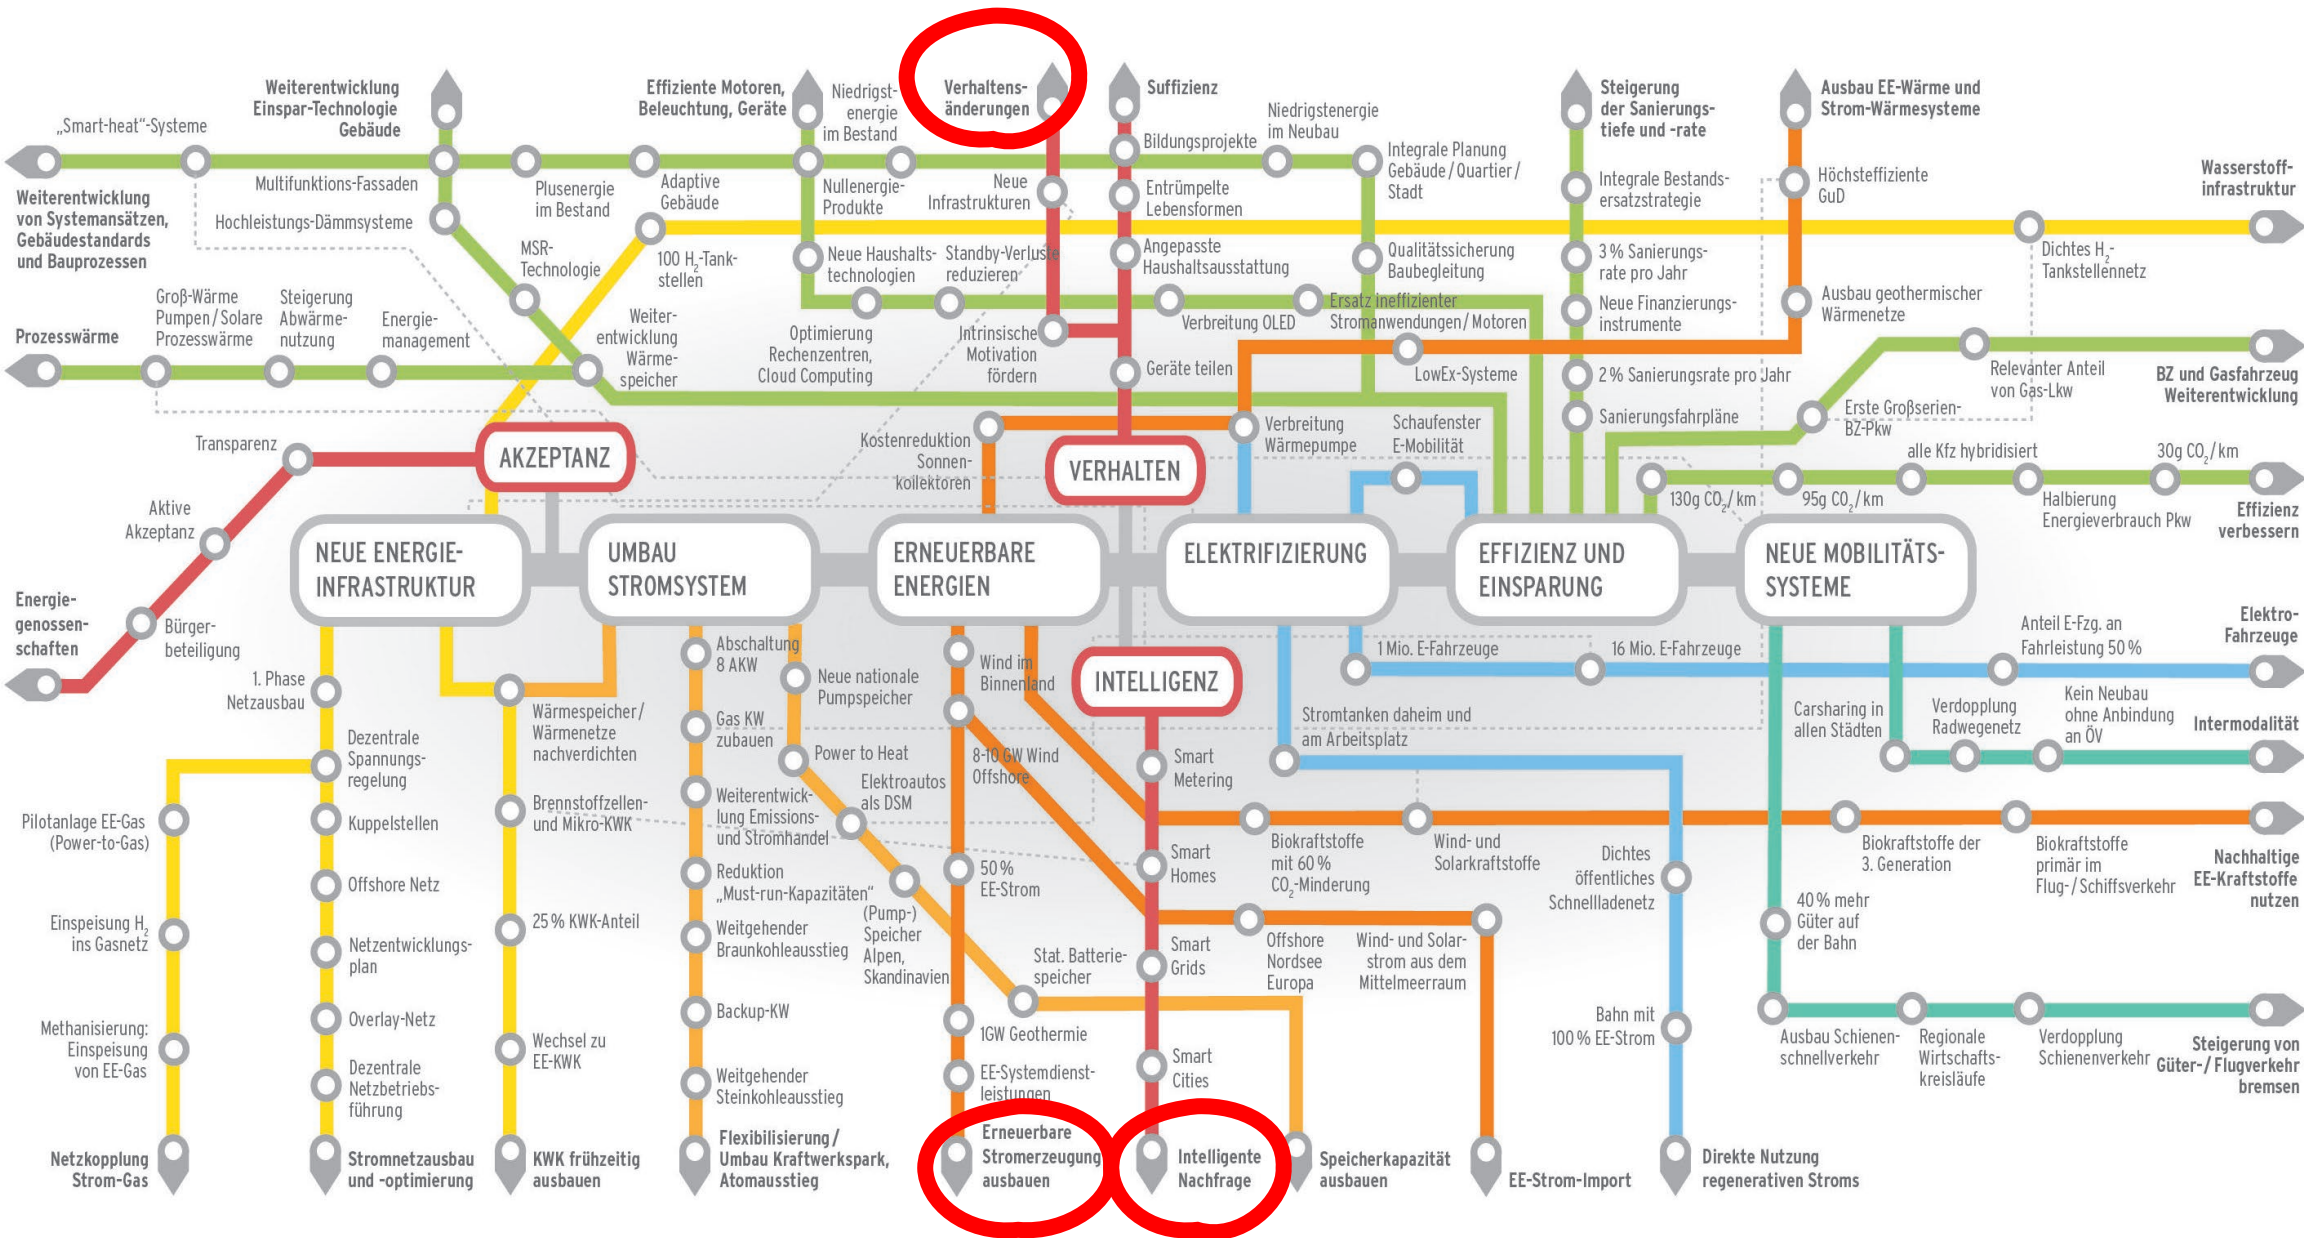 Weiterentwicklung
Einspar-Technologie
Gebäude
Effiziente Motoren,
Beleuchtung, Geräte
Niedrigst-
energie
im Bestand
Verhaltens-
änderungen
Suffizienz
Niedrigstenergie
im Neubau
Steigerung
der Sanierungs-
tiefe und -rate
Ausbau EE-Wärme und
Strom-Wärmesysteme
„Smart-heat“-Systeme
Bildungsprojekte
Integrale Planung
Gebäude/Quartier/
Stadt
Wasserstoff-
infrastruktur
Weiterentwicklung
von Systemansätzen,
Gebäudestandards
und Bauprozessen
Multifunktions-Fassaden
Plusenergie
im Bestand
Adaptive
Gebäude
Nullenergie-
Produkte
Neue
Infrastrukturen
Entrümpelte
Lebensformen
Integrale Bestands-
ersatzstrategie
Höchsteffiziente
GuD
Hochleistungs-Dämmsysteme
MSR-
Technologie
100 H₂-Tank-
stellen
Neue Haushalts-
technologien
Standby-Verluste
reduzieren
Angepasste
Haushaltsausstattung
Qualitätssicherung
Baubegleitung
3 % Sanierungs-
rate pro Jahr
Dichtes H₂-
Tankstellennetz
Prozesswärme
Groß-Wärme
Pumpen/Solare
Prozesswärme
Steigerung
Abwärme-
nutzung
Energie-
management
Weiter-
entwicklung
Wärme-
speicher
Optimierung
Rechenzentren,
Cloud Computing
Intrinsische
Motivation
fördern
Verbreitung OLED
Ersatz ineffizienter
Stromanwendungen/Motoren
Neue Finanzierungs-
instrumente
Ausbau geothermischer
Wärmenetze
Geräte teilen
LowEx-Systeme
2 % Sanierungsrate pro Jahr
Relevanter Anteil
von Gas-Lkw
BZ und Gasfahrzeug
Weiterentwicklung
Transparenz
AKZEPTANZ
Kostenreduktion
Sonnen-
kollektoren
VERHALTEN
Verbreitung
Wärmepumpe
Schaufenster
E-Mobilität
Sanierungsfahrpläne
Erste Großserien-
BZ-Pkw
130g CO₂/km
95g CO₂/km
alle Kfz hybridisiert
Halbierung
Energieverbrauch Pkw
30g CO₂/km
Effizienz
verbessern
Aktive
Akzeptanz
NEUE ENERGIE-
INFRASTRUKTUR
UMBAU
STROMSYSTEM
ERNEUERBARE
ENERGIEN
ELEKTRIFIZIERUNG
EFFIZIENZ UND
EINSPARUNG
NEUE MOBILITÄTS-
SYSTEME
Energie-
genossen-
schaften
Bürger-
beteiligung
Abschaltung
8 AKW
Wind im
Binnenland
INTELLIGENZ
1 Mio. E-Fahrzeuge
16 Mio. E-Fahrzeuge
Anteil E-Fzg. an
Fahrleistung 50 %
Elektro-
Fahrzeuge
1. Phase
Netzausbau
Wärmespeicher/
Wärmenetze
nachverdichten
Neue nationale
Pumpspeicher
Gas KW
zubauen
Power to Heat
8-10 GW Wind
Offshore
Smart
Metering
Stromtanken daheim und
am Arbeitsplatz
Carsharing in
allen Städten
Verdopplung
Radwegenetz
Kein Neubau
ohne Anbindung
an ÖV
Intermodalität
Dezentrale
Spannungs-
regelung
Pilotanlage EE-Gas
(Power-to-Gas)
Kuppelstellen
Brennstoffzellen-
und Mikro-KWK
Weiterentwick-
lung Emissions-
und Stromhandel
Elektroautos
als DSM
Smart
Homes
Biokraftstoffe
mit 60 %
CO₂-Minderung
Wind- und
Solarkraftstoffe
Dichtes
öffentliches
Schnellladenetz
Biokraftstoffe der
3. Generation
Biokraftstoffe
primär im
Flug-/Schiffsverkehr
Nachhaltige
EE-Kraftstoffe
nutzen
Offshore Netz
Reduktion
„Must-run-Kapazitäten“
50 %
EE-Strom
Einspeisung H₂
ins Gasnetz
25 % KWK-Anteil
Weitgehender
Braunkohleausstieg
(Pump-)
Speicher
Alpen,
Skandinavien
Stat. Batterie-
speicher
Smart
Grids
Offshore
Nordsee
Europa
Wind- und Solar-
strom aus dem
Mittelmeerraum
40 % mehr
Güter auf
der Bahn
Netzentwicklungs-
plan
Methanisierung:
Einspeisung
von EE-Gas
Overlay-Netz
Wechsel zu
EE-KWK
Backup-KW
1GW Geothermie
Smart
Cities
Bahn mit
100 % EE-Strom
Ausbau Schienen-
schnellverkehr
Regionale
Wirtschafts-
kreisläufe
Verdopplung
Schienenverkehr
Steigerung von
Güter-/Flugverkehr
bremsen
Dezentrale
Netzbetriebs-
führung
Weitgehender
Steinkohleausstieg
EE-Systemdienst-
leistungen
Netzkopplung
Strom-Gas
Stromnetzausbau
und -optimierung
KWK frühzeitig
ausbauen
Flexibilisierung/
Umbau Kraftwerkspark,
Atomausstieg
Erneuerbare
Stromerzeugung
ausbauen
Intelligente
Nachfrage
Speicherkapazität
ausbauen
EE-Strom-Import
Direkte Nutzung
regenerativen Stroms